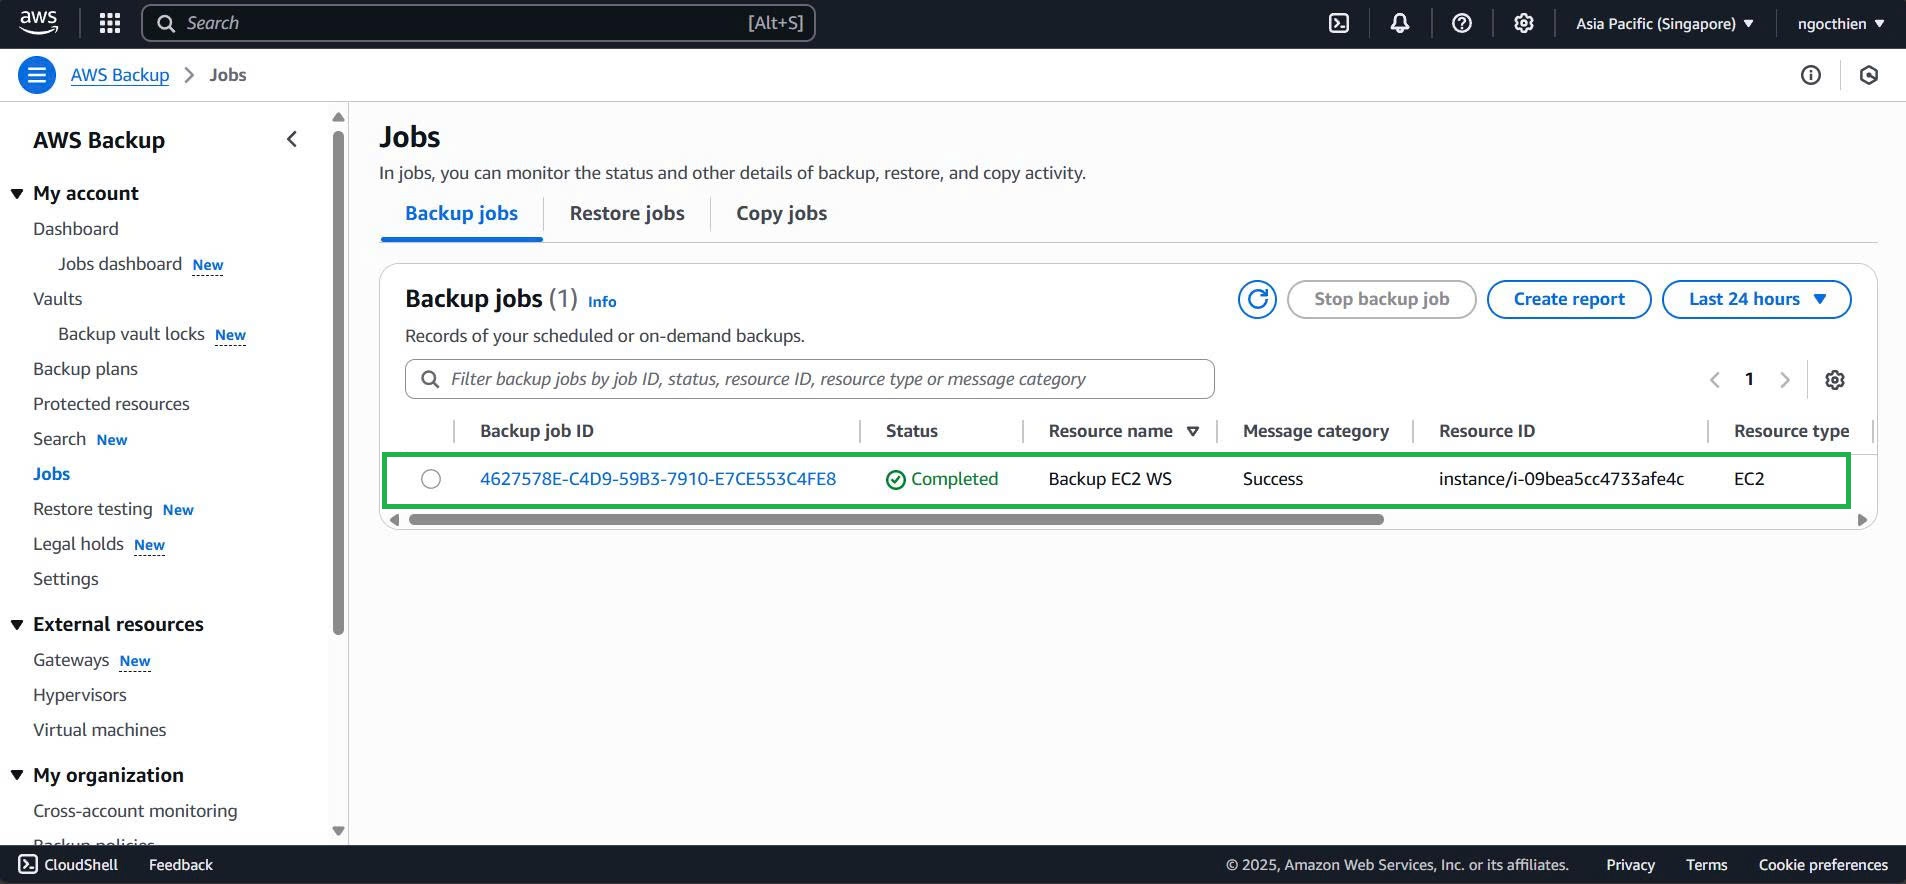 aws
Search [Alt+S]
Asia Pacific (Singapore)
ngocthien
AWS Backup > Jobs
AWS Backup
My account
Dashboard
Jobs dashboard New
Vaults
Backup vault locks New
Backup plans
Protected resources
Search New
Jobs
Restore testing New
Legal holds New
Settings
External resources
Gateways New
Hypervisors
Virtual machines
My organization
Cross-account monitoring
Backup policies
Jobs
In jobs, you can monitor the status and other details of backup, restore, and copy activity.
Backup jobs Restore jobs Copy jobs
Backup jobs (1) Info
Stop backup job Create report Last 24 hours
Records of your scheduled or on-demand backups.
Filter backup jobs by job ID, status, resource ID, resource type or message category
1
Backup job ID Status Resource name Message category Resource ID Resource type
4627578E-C4D9-59B3-7910-E7CE553C4FE8 Completed Backup EC2 WS Success instance/i-09bea5cc4733afe4c EC2
CloudShell Feedback
© 2025, Amazon Web Services, Inc. or its affiliates. Privacy Terms Cookie preferences